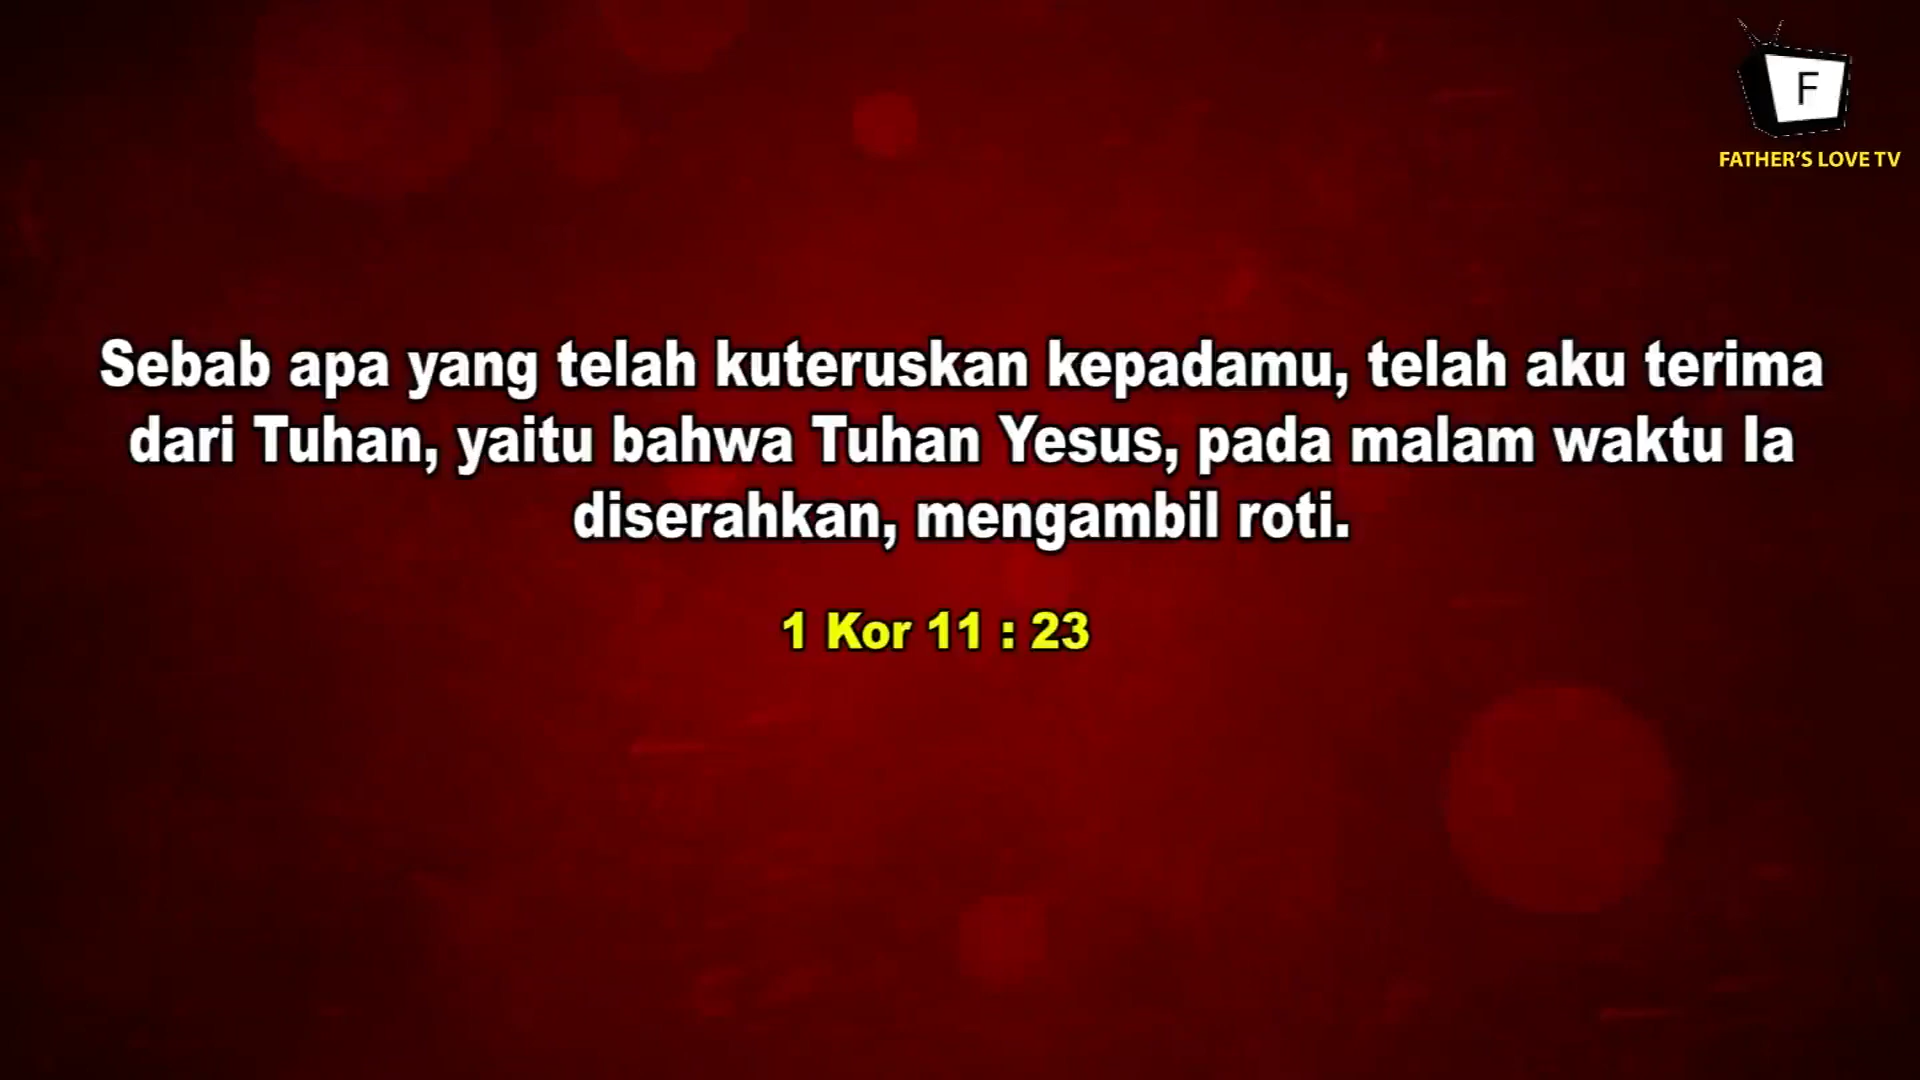 F
FATHER'S LOVE TV
Sebab apa yang telah kuteruskan kepadamu, telah aku terima
dari Tuhan, yaitu bahwa Tuhan Yesus, pada malam waktu Ia
diserahkan, mengambil roti.
1 Kor 11 : 23